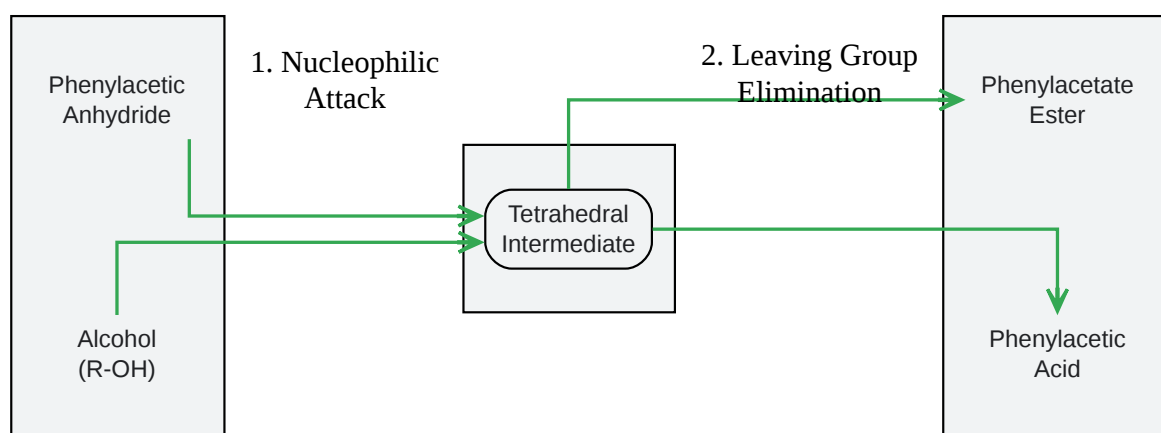 Phenylacetic
Anhydride
Alcohol
(R-OH)
1. Nucleophilic
Attack
Tetrahedral
Intermediate
2. Leaving Group
Elimination
Phenylacetate
Ester
Phenylacetic
Acid